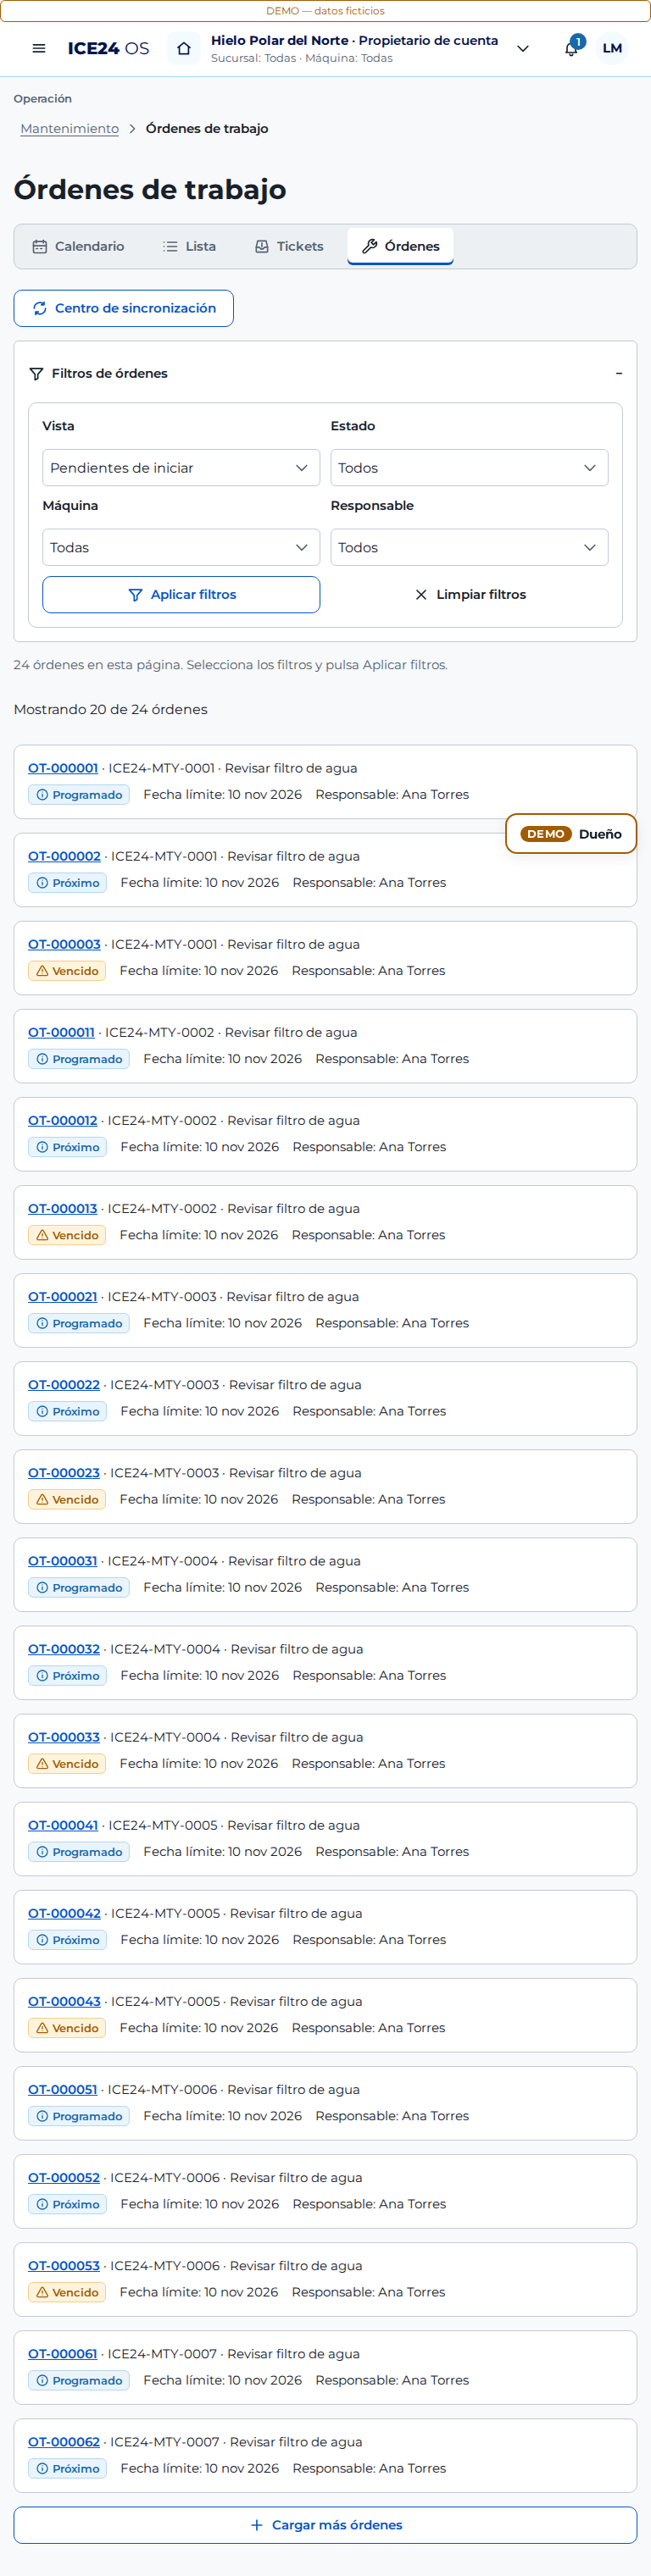 DEMO — datos ficticios
ICE24 OS
Hielo Polar del Norte · Propietario de cuenta
Sucursal: Todas · Máquina: Todas
1
LM
Operación
Mantenimiento > Órdenes de trabajo
Órdenes de trabajo
Calendario Lista Tickets Órdenes
Centro de sincronización
Filtros de órdenes –
Vista Estado
Pendientes de iniciar Todos
Máquina Responsable
Todas Todos
Aplicar filtros Limpiar filtros
24 órdenes en esta página. Selecciona los filtros y pulsa Aplicar filtros.
Mostrando 20 de 24 órdenes
OT-000001 · ICE24-MTY-0001 · Revisar filtro de agua
Programado Fecha límite: 10 nov 2026 Responsable: Ana Torres
DEMO Dueño
OT-000002 · ICE24-MTY-0001 · Revisar filtro de agua
Próximo Fecha límite: 10 nov 2026 Responsable: Ana Torres
OT-000003 · ICE24-MTY-0001 · Revisar filtro de agua
Vencido Fecha límite: 10 nov 2026 Responsable: Ana Torres
OT-000011 · ICE24-MTY-0002 · Revisar filtro de agua
Programado Fecha límite: 10 nov 2026 Responsable: Ana Torres
OT-000012 · ICE24-MTY-0002 · Revisar filtro de agua
Próximo Fecha límite: 10 nov 2026 Responsable: Ana Torres
OT-000013 · ICE24-MTY-0002 · Revisar filtro de agua
Vencido Fecha límite: 10 nov 2026 Responsable: Ana Torres
OT-000021 · ICE24-MTY-0003 · Revisar filtro de agua
Programado Fecha límite: 10 nov 2026 Responsable: Ana Torres
OT-000022 · ICE24-MTY-0003 · Revisar filtro de agua
Próximo Fecha límite: 10 nov 2026 Responsable: Ana Torres
OT-000023 · ICE24-MTY-0003 · Revisar filtro de agua
Vencido Fecha límite: 10 nov 2026 Responsable: Ana Torres
OT-000031 · ICE24-MTY-0004 · Revisar filtro de agua
Programado Fecha límite: 10 nov 2026 Responsable: Ana Torres
OT-000032 · ICE24-MTY-0004 · Revisar filtro de agua
Próximo Fecha límite: 10 nov 2026 Responsable: Ana Torres
OT-000033 · ICE24-MTY-0004 · Revisar filtro de agua
Vencido Fecha límite: 10 nov 2026 Responsable: Ana Torres
OT-000041 · ICE24-MTY-0005 · Revisar filtro de agua
Programado Fecha límite: 10 nov 2026 Responsable: Ana Torres
OT-000042 · ICE24-MTY-0005 · Revisar filtro de agua
Próximo Fecha límite: 10 nov 2026 Responsable: Ana Torres
OT-000043 · ICE24-MTY-0005 · Revisar filtro de agua
Vencido Fecha límite: 10 nov 2026 Responsable: Ana Torres
OT-000051 · ICE24-MTY-0006 · Revisar filtro de agua
Programado Fecha límite: 10 nov 2026 Responsable: Ana Torres
OT-000052 · ICE24-MTY-0006 · Revisar filtro de agua
Próximo Fecha límite: 10 nov 2026 Responsable: Ana Torres
OT-000053 · ICE24-MTY-0006 · Revisar filtro de agua
Vencido Fecha límite: 10 nov 2026 Responsable: Ana Torres
OT-000061 · ICE24-MTY-0007 · Revisar filtro de agua
Programado Fecha límite: 10 nov 2026 Responsable: Ana Torres
OT-000062 · ICE24-MTY-0007 · Revisar filtro de agua
Próximo Fecha límite: 10 nov 2026 Responsable: Ana Torres
Cargar más órdenes